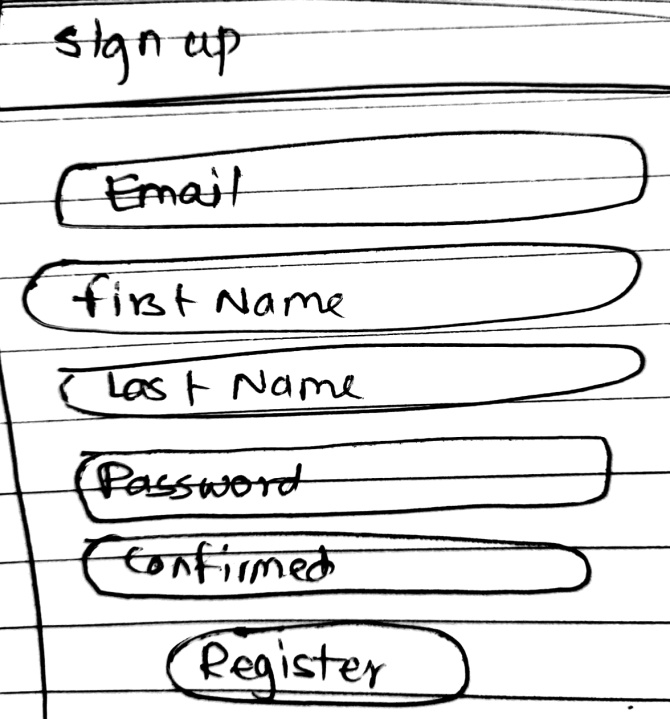 sign up
Email
first Name
Last Name
Password
Confirmed
Register